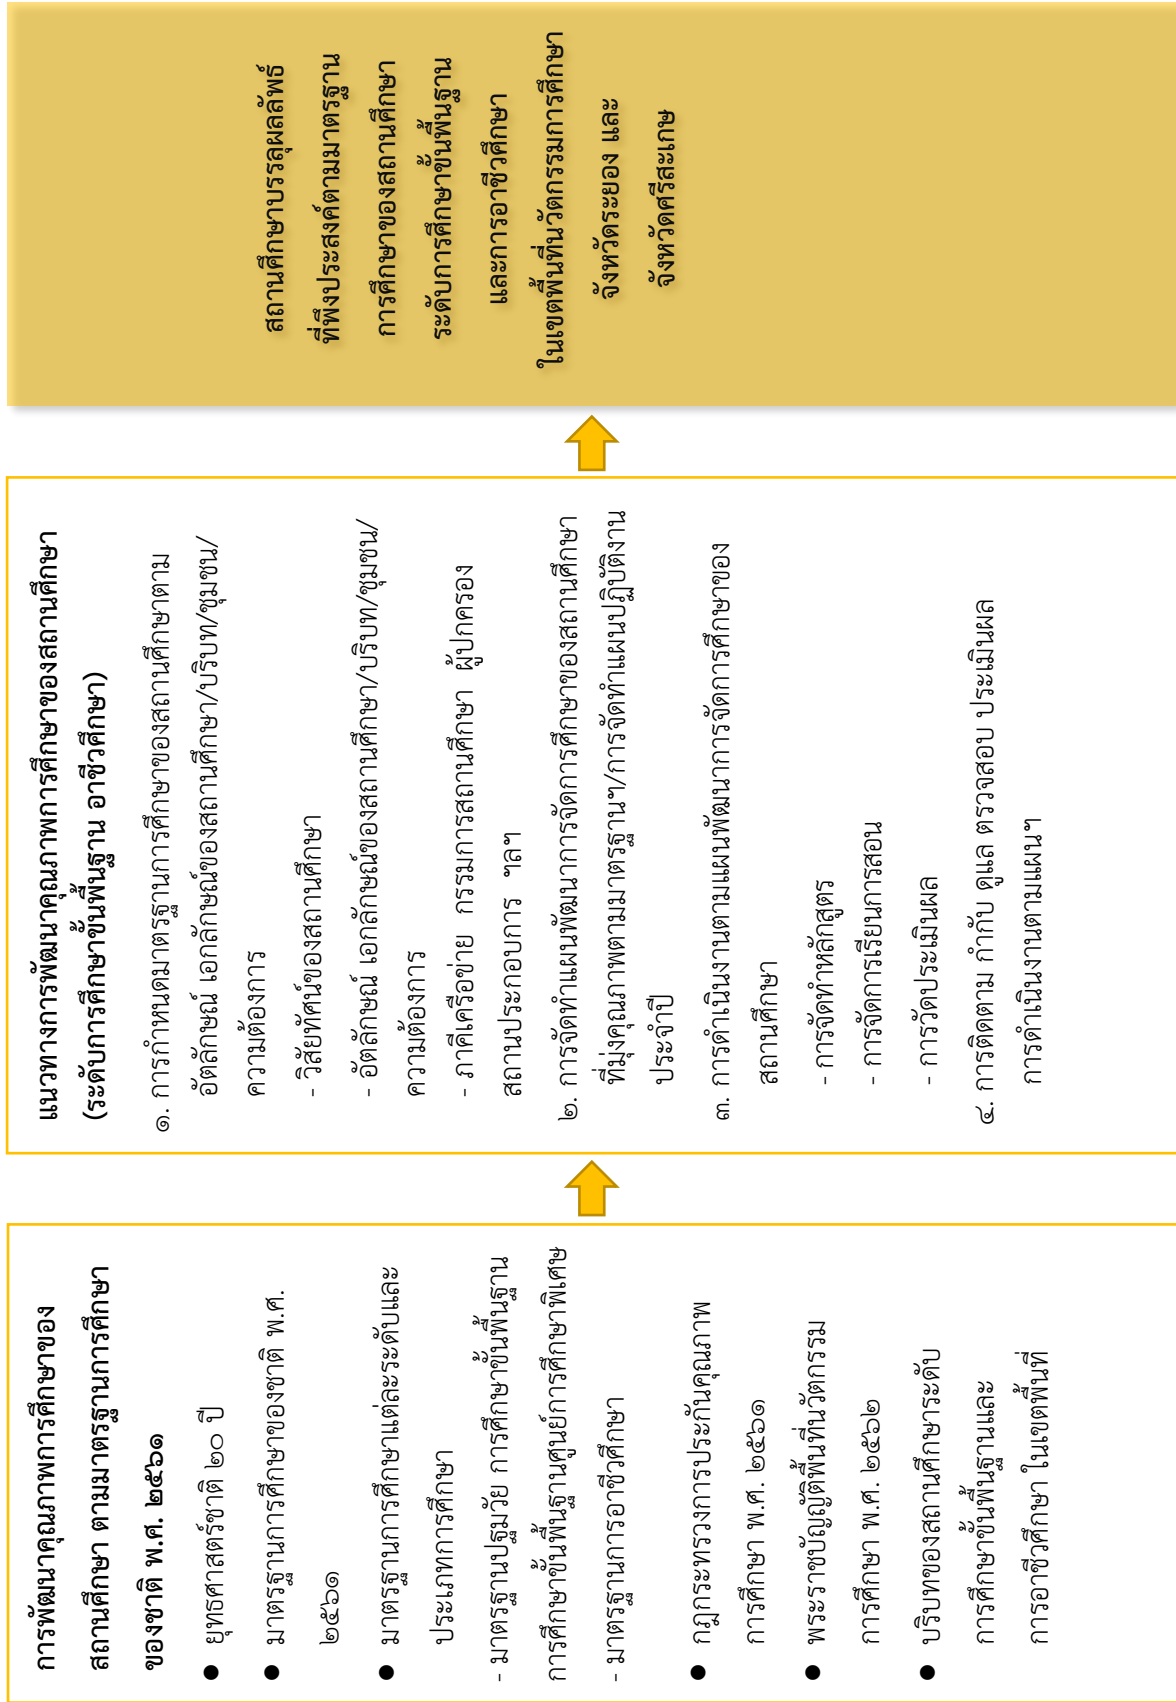 การพัฒนาคุณภาพการศึกษาของ
สถานศึกษา ตามมาตรฐานการศึกษา
ของชาติ พ.ศ. ๒๕๖๑
● ยุทธศาสตร์ชาติ ๒๐ ปี
● มาตรฐานการศึกษาของชาติ พ.ศ.
๒๕๖๑
● มาตรฐานการศึกษาแต่ละระดับและ
ประเภทการศึกษา
- มาตรฐานปฐมวัย การศึกษาขั้นพื้นฐาน
การศึกษาขั้นพื้นฐานศูนย์การศึกษาพิเศษ
- มาตรฐานการอาชีวศึกษา
● กฎกระทรวงการประกันคุณภาพ
การศึกษา พ.ศ. ๒๕๖๑
● พระราชบัญญัติพื้นที่นวัตกรรม
การศึกษา พ.ศ. ๒๕๖๒
● บริบทของสถานศึกษาระดับ
การศึกษาขั้นพื้นฐานและ
การอาชีวศึกษา ในเขตพื้นที่
แนวทางการพัฒนาคุณภาพการศึกษาของสถานศึกษา
(ระดับการศึกษาขั้นพื้นฐาน อาชีวศึกษา)
๑. การกำหนดมาตรฐานการศึกษาของสถานศึกษาตาม
อัตลักษณ์ เอกลักษณ์ของสถานศึกษา/บริบท/ชุมชน/
ความต้องการ
- วิสัยทัศน์ของสถานศึกษา
- อัตลักษณ์ เอกลักษณ์ของสถานศึกษา/บริบท/ชุมชน/
ความต้องการ
- ภาคีเครือข่าย กรรมการสถานศึกษา ผู้ปกครอง
สถานประกอบการ ฯลฯ
๒. การจัดทำแผนพัฒนาการจัดการศึกษาของสถานศึกษา
ที่มุ่งคุณภาพตามมาตรฐานฯ/การจัดทำแผนปฏิบัติงาน
ประจำปี
๓. การดำเนินงานตามแผนพัฒนาการจัดการศึกษาของ
สถานศึกษา
- การจัดทำหลักสูตร
- การจัดการเรียนการสอน
- การวัดประเมินผล
๔. การติดตาม กำกับ ดูแล ตรวจสอบ ประเมินผล
การดำเนินงานตามแผนฯ
สถานศึกษาบรรลุผลลัพธ์
ที่พึงประสงค์ตามมาตรฐาน
การศึกษาของสถานศึกษา
ระดับการศึกษาขั้นพื้นฐาน
และการอาชีวศึกษา
ในเขตพื้นที่นวัตกรรมการศึกษา
จังหวัดระยอง และ
จังหวัดศรีสะเกษ